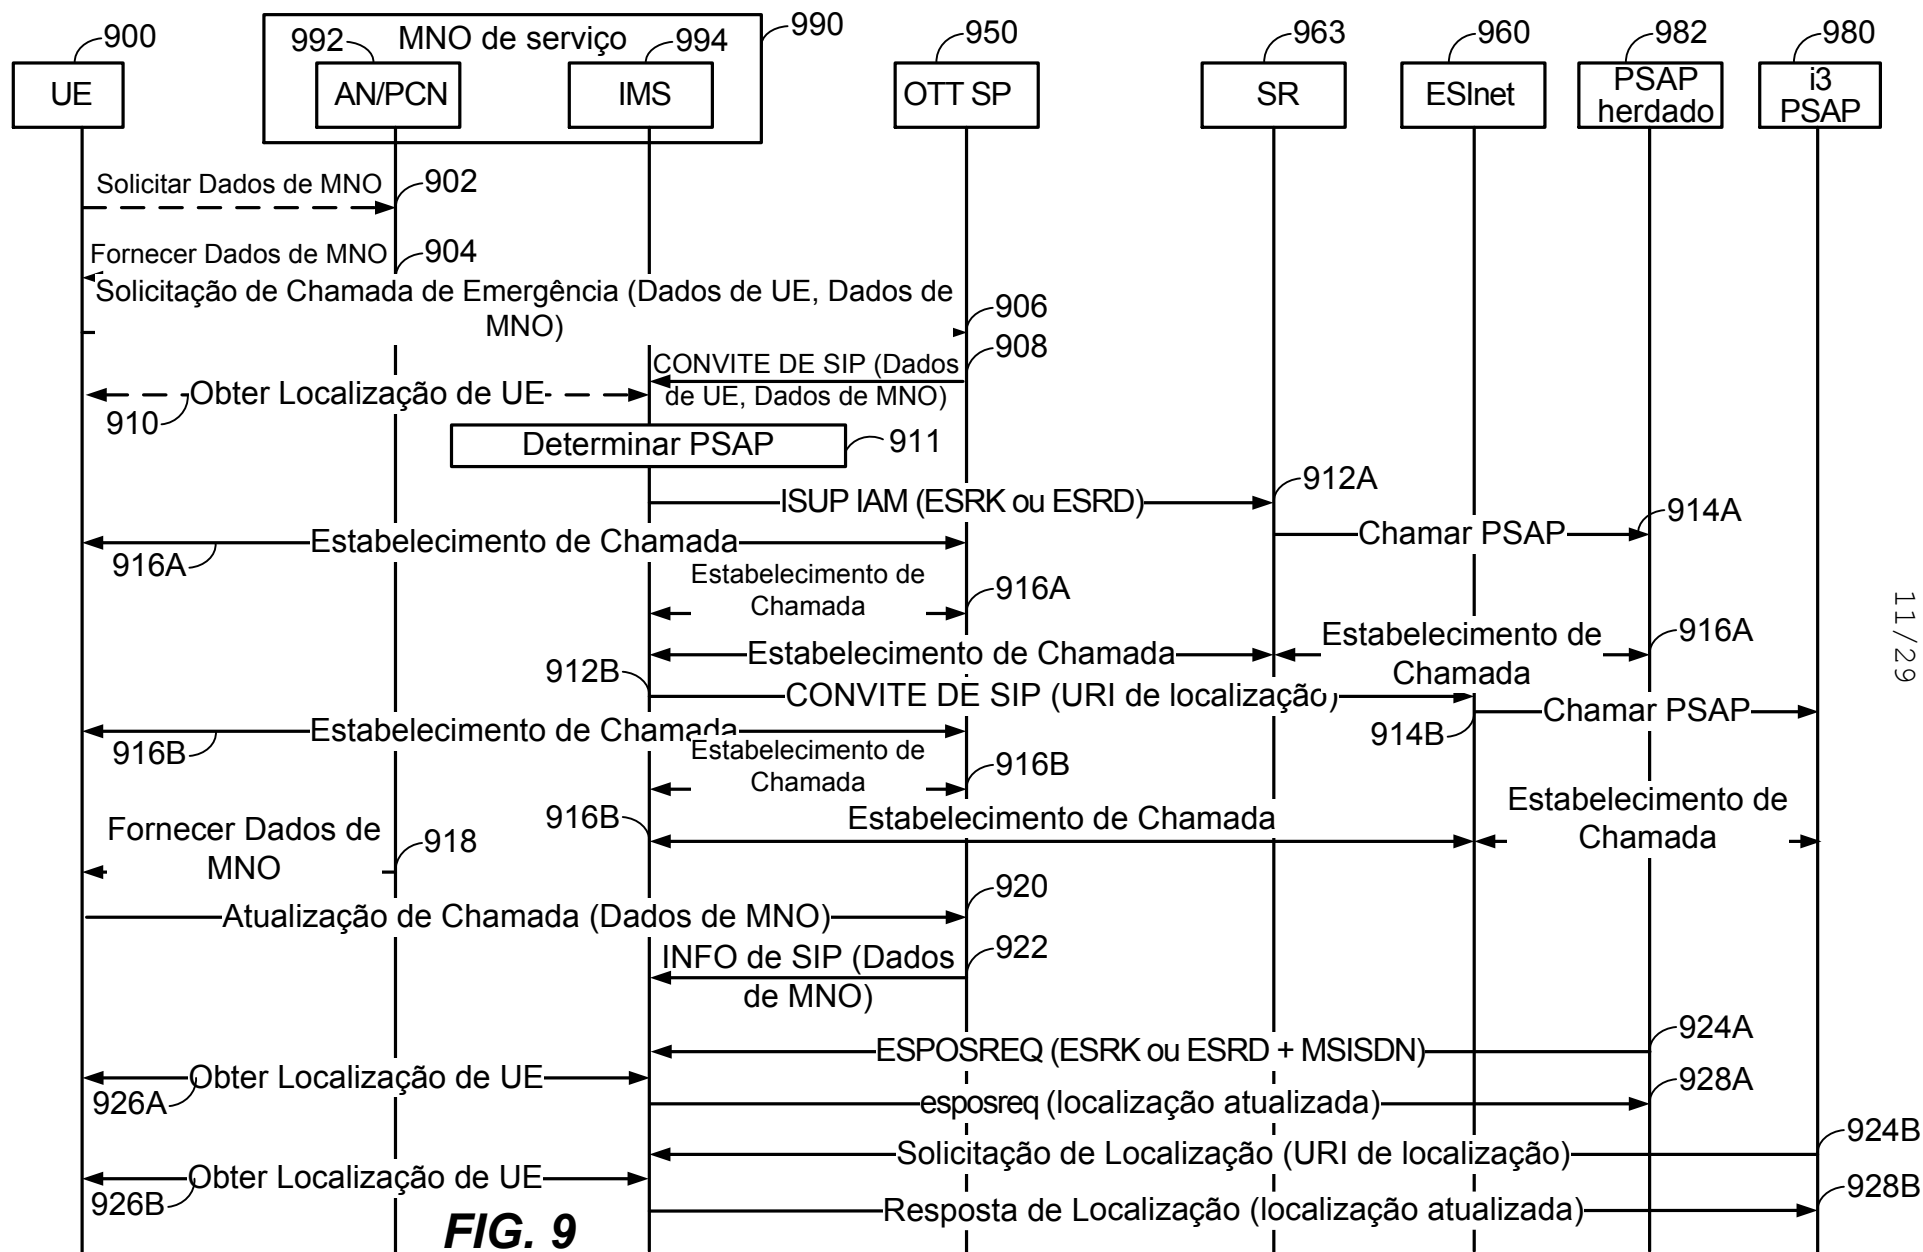 900
992
MNO de serviço
994
990
950
963
960
982
980
UE
AN/PCN
IMS
OTT SP
SR
ESInet
PSAP
herdado
i3
PSAP
Solicitar Dados de MNO
902
Fornecer Dados de MNO
904
Solicitação de Chamada de Emergência (Dados de UE, Dados de
MNO)
906
908
CONVITE DE SIP (Dados
de UE, Dados de MNO)
Obter Localização de UE
910
Determinar PSAP
911
ISUP IAM (ESRK ou ESRD)
912A
Chamar PSAP
914A
Estabelecimento de Chamada
916A
Estabelecimento de
Chamada
916A
Estabelecimento de Chamada
Estabelecimento de
Chamada
916A
11/29
912B
CONVITE DE SIP (URI de localização)
Chamar PSAP
914B
Estabelecimento de Chamada
916B
Estabelecimento de
Chamada
916B
916B
Estabelecimento de Chamada
Estabelecimento de
Chamada
Fornecer Dados de
MNO
918
Atualização de Chamada (Dados de MNO)
920
INFO de SIP (Dados
de MNO)
922
ESPOSREQ (ESRK ou ESRD + MSISDN)
924A
Obter Localização de UE
926A
esposreq (localização atualizada)
928A
Solicitação de Localização (URI de localização)
924B
Obter Localização de UE
926B
Resposta de Localização (localização atualizada)
928B
FIG. 9